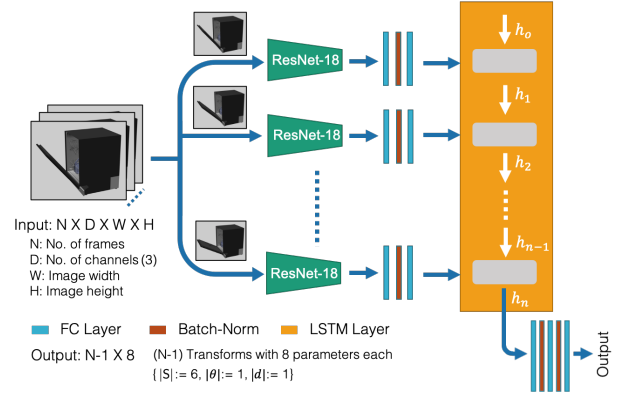 ResNet-18
ResNet-18
ResNet-18
h_o
h_1
h_2
h_{n-1}
h_n
Input: N X D X W X H
N: No. of frames
D: No. of channels (3)
W: Image width
H: Image height
FC Layer
Batch-Norm
LSTM Layer
Output: N-1 X 8
(N-1) Transforms with 8 parameters each
{ |S|:= 6, |θ|:= 1, |d|:= 1}
Output